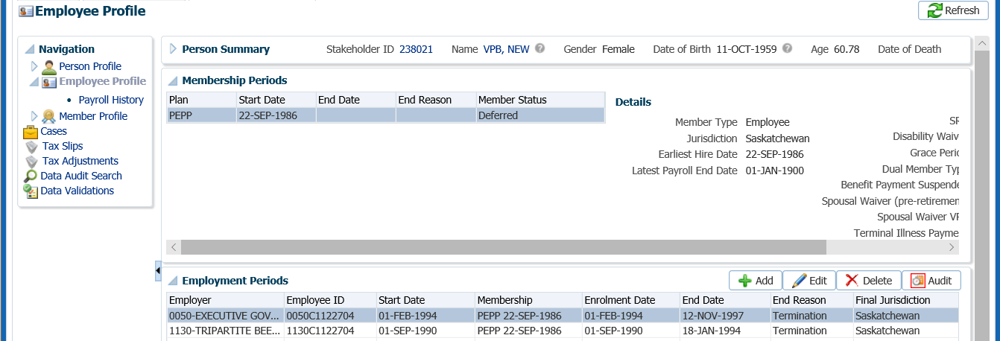 Employee Profile
Refresh
Navigation
Person Profile
Employee Profile
• Payroll History
Member Profile
Cases
Tax Slips
Tax Adjustments
Data Audit Search
Data Validations
Person Summary Stakeholder ID 238021 Name VPB, NEW Gender Female Date of Birth 11-OCT-1959 Age 60.78 Date of Death
Membership Periods
Plan Start Date End Date End Reason Member Status
PEPP 22-SEP-1986 Deferred
Details
Member Type Employee
Jurisdiction Saskatchewan
Earliest Hire Date 22-SEP-1986
Latest Payroll End Date 01-JAN-1900
Disability Waiv
Grace Peri
Dual Member Typ
Benefit Payment Suspende
Spousal Waiver (pre-retiremen
Spousal Waiver
Terminal Illness Payme
Employment Periods
Add Edit Delete Audit
Employer Employee ID Start Date Membership Enrolment Date End Date End Reason Final Jurisdiction
0050-EXECUTIVE GOV... 0050C1122704 01-FEB-1994 PEPP 22-SEP-1986 01-FEB-1994 12-NOV-1997 Termination Saskatchewan
1130-TRIPARTITE BEE... 1130C1122704 01-SEP-1990 PEPP 22-SEP-1986 01-SEP-1990 18-JAN-1994 Termination Saskatchewan